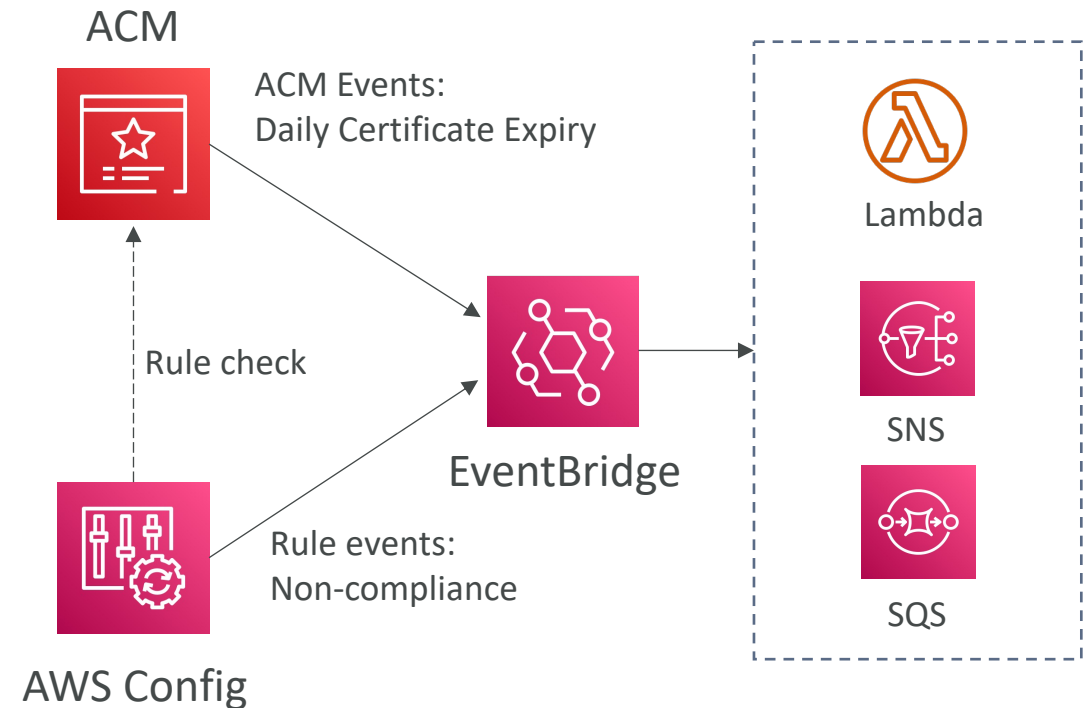 ACM
ACM Events:
Daily Certificate Expiry
Lambda
Rule check
SNS
EventBridge
Rule events:
Non-compliance
SQS
AWS Config